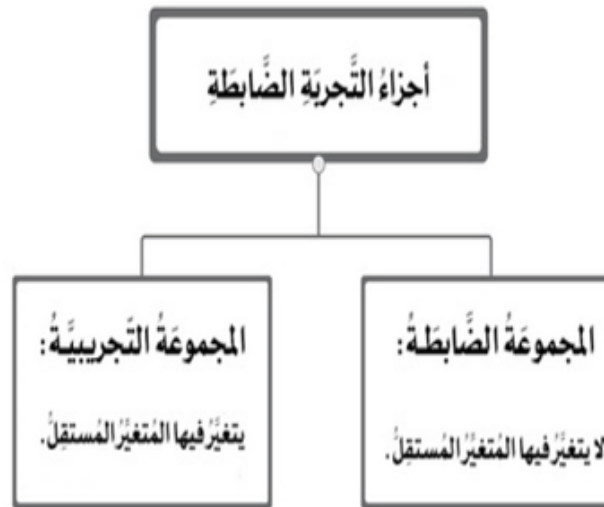 أجزاءُ التَّجرِبَةِ الضَّابطَةِ
المجموعَةُ الضَّابطَةُ:
لا يتغيَّرُ فيها المُتغيَّرُ المُستقِلُّ.
المجموعَةُ التَّجريبيَّةُ:
يتغيَّرُ فيها المُتغيَّرُ المُستقِلُّ.